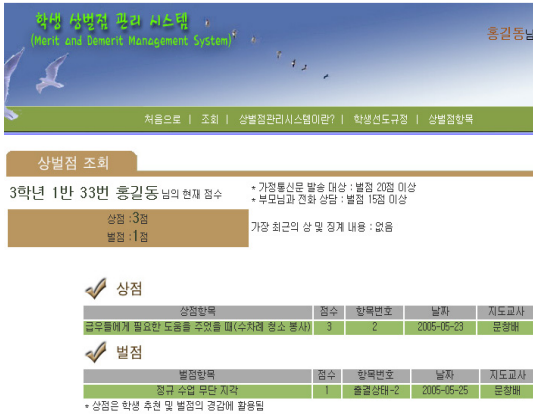 학생 상벌점 관리 시스템
(Merit and Demerit Management System)
홍길동님
처음으로 | 조회 | 상벌점관리시스템이란? | 학생선도규정 | 상벌점항목
상벌점 조회
3학년 1반 33번 홍길동 님의 현재 점수
* 가정통신문 발송 대상 : 벌점 20점 이상
* 부모님과 전화 상담 : 벌점 15점 이상
상점 :3점
벌점 :1점
가장 최근의 상 및 징계 내용 : 없음
상점
상점항목 점수 항목번호 날짜 지도교사
급우들에게 필요한 도움을 주었을 때(수차례 청소 봉사) 3 2 2005-05-23 문창배
벌점
벌점항목 점수 항목번호 날짜 지도교사
정규 수업 무단 지각 1 출결상태-2 2005-05-25 문창배
* 상점은 학생 추천 및 벌점의 경감에 활용됨